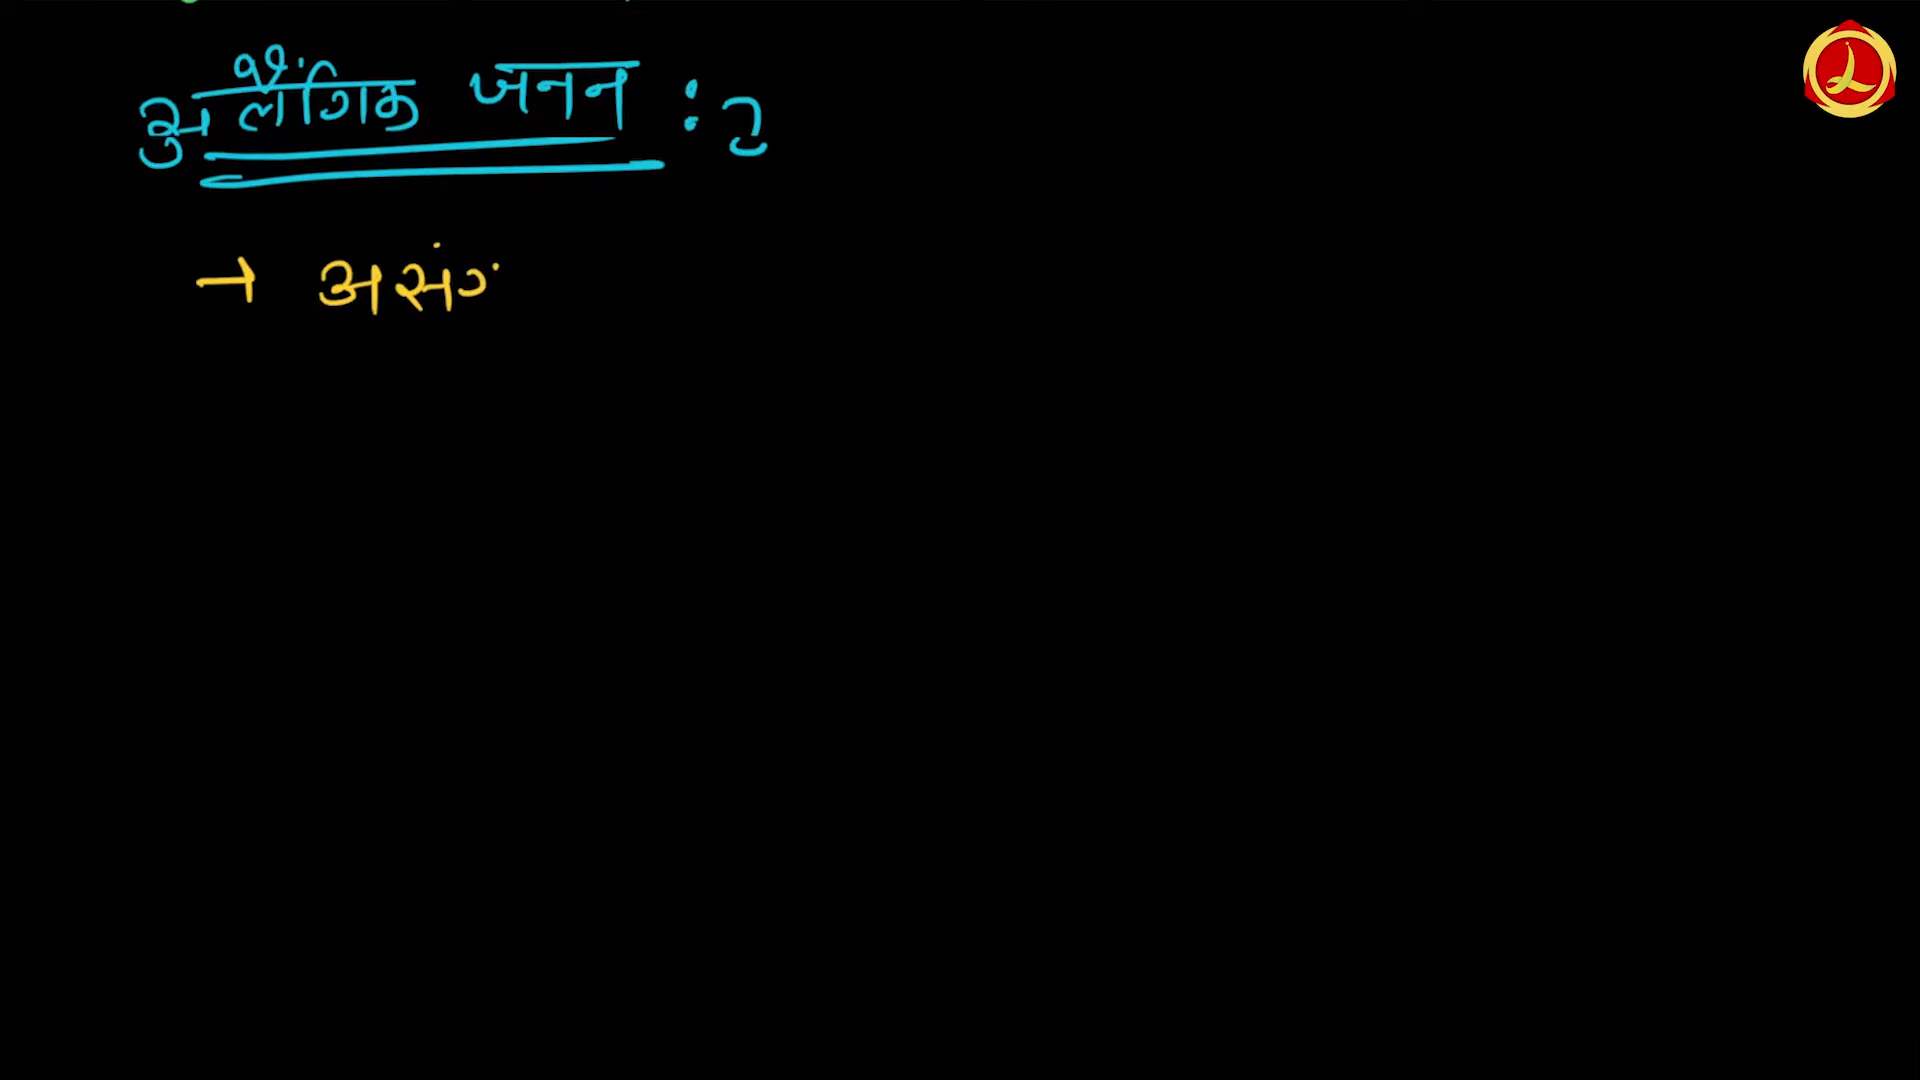 अलैंगिक जनन :-
→ असंग